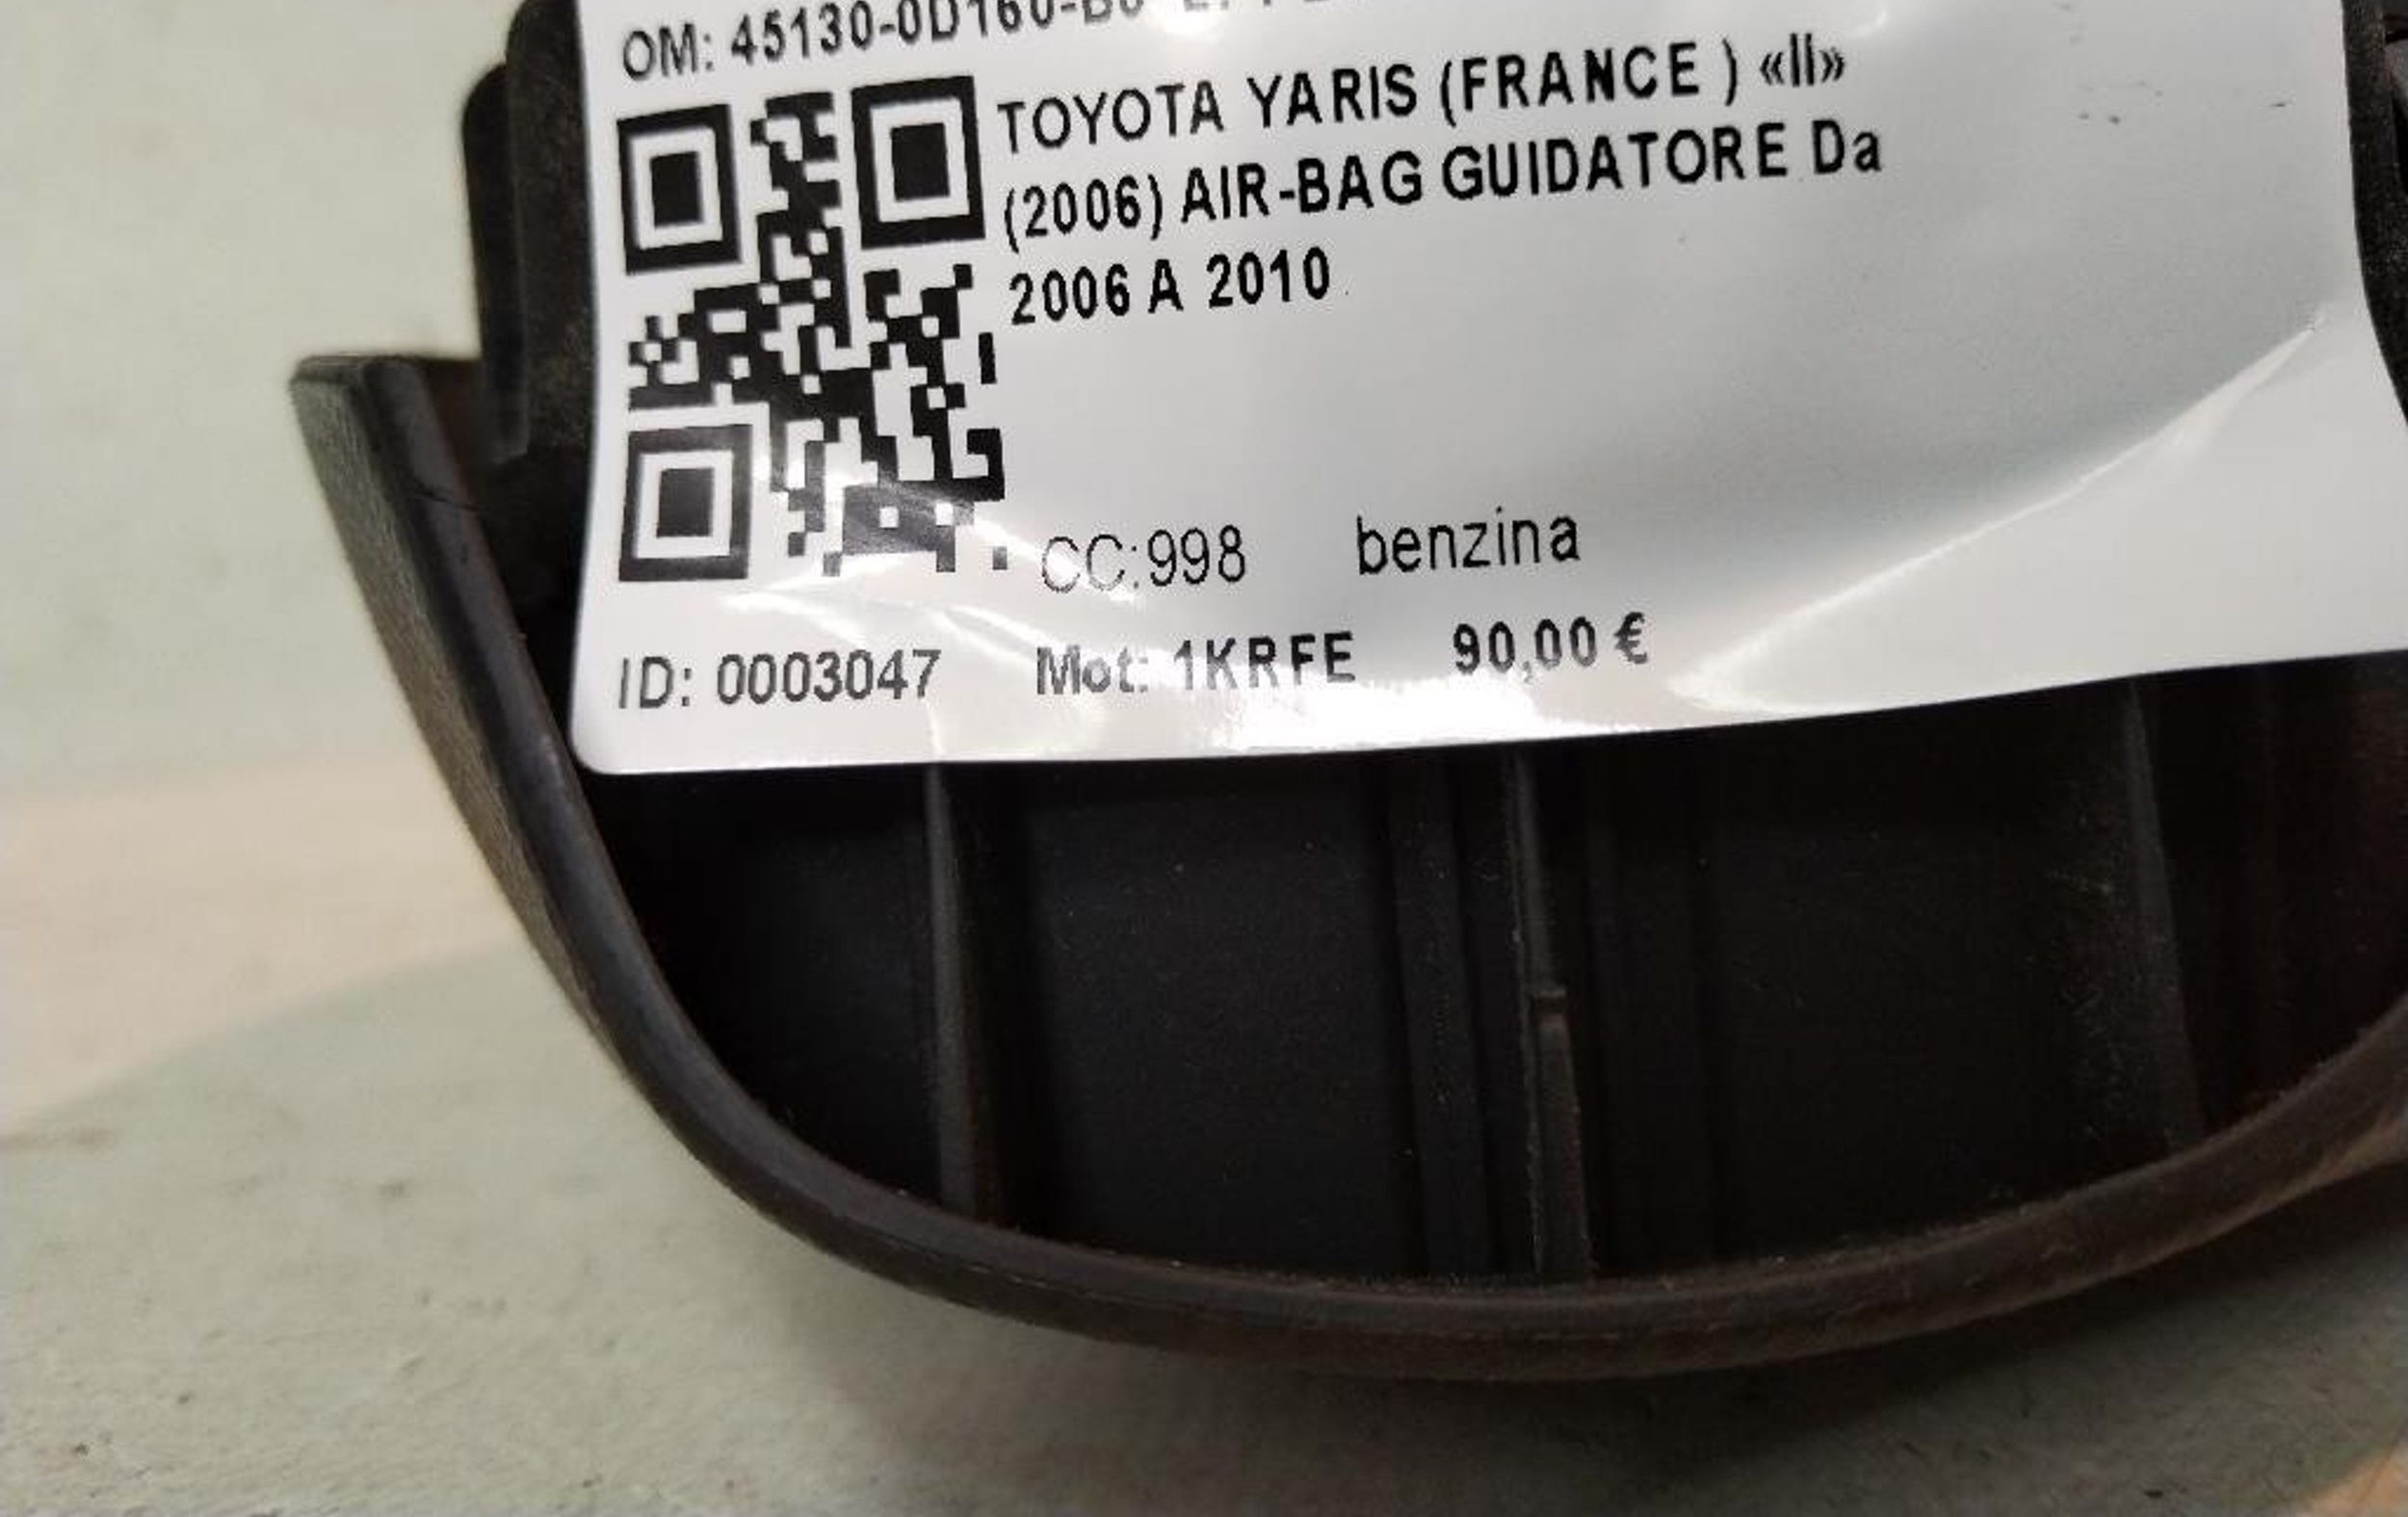 OM: 45130-0D160-B0
TOYOTA YARIS (FRANCE ) «II»
(2006) AIR-BAG GUIDATORE Da
2006 A 2010
CC:998 benzina
ID: 0003047 Mot: 1KRFE 90,00 €